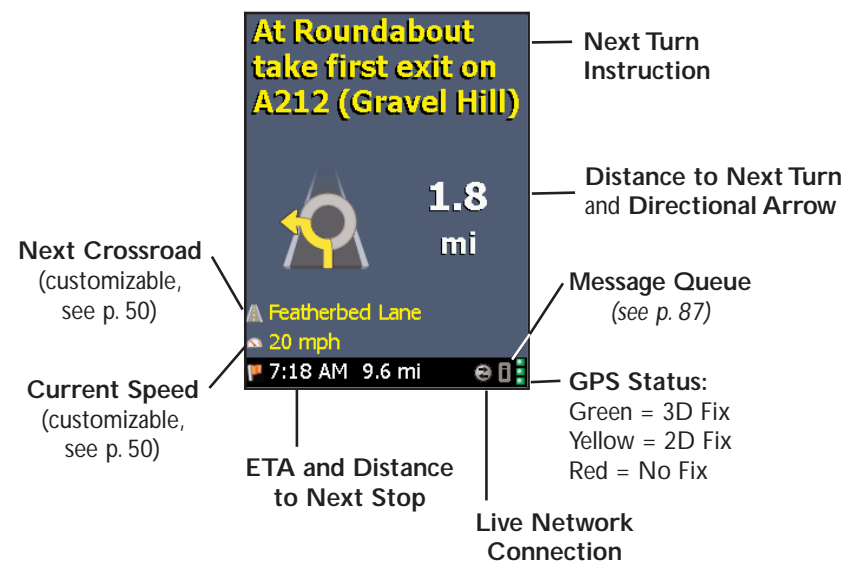 At Roundabout
take first exit on
A212 (Gravel Hill)
Next Turn
Instruction
1.8
mi
Distance to Next Turn
and Directional Arrow
Next Crossroad
(customizable,
see p. 50)
Message Queue
(see p. 87)
Featherbed Lane
20 mph
7:18 AM 9.6 mi
Current Speed
(customizable,
see p. 50)
GPS Status:
Green = 3D Fix
Yellow = 2D Fix
Red = No Fix
ETA and Distance
to Next Stop
Live Network
Connection